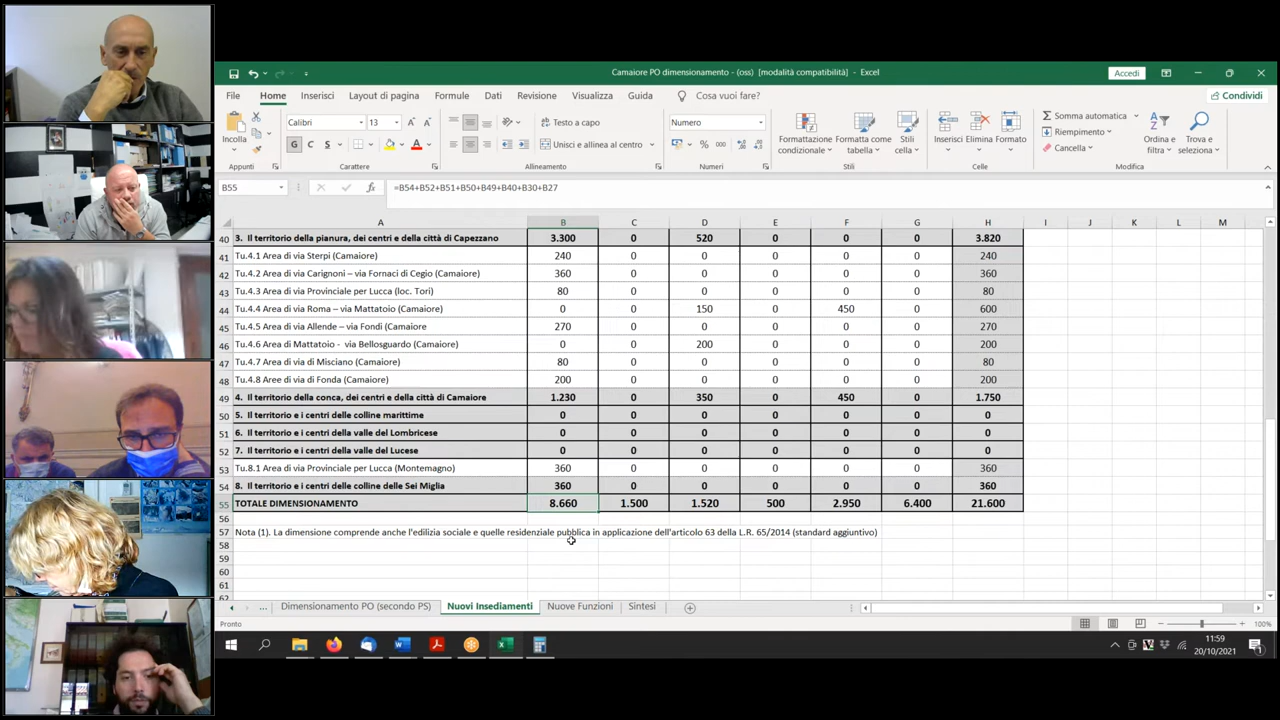 Camaiore PO dimensionamento - (oss) [modalità compatibilità] - Excel
Accedi
File Home Inserisci Layout di pagina Formule Dati Revisione Visualizza Guida Cosa vuoi fare? Condividi
Incolla
Calibri 13
G C S
A A
Testo a capo
Unisci e allinea al centro
Numero
Formattazione condizionale
Formatta come tabella
Stili cella
Inserisci Elimina Formato
Somma automatica
Riempimento
Cancella
Ordina e filtra
Trova e seleziona
Appunti Carattere Allineamento Numeri Stili Celle Modifica
B55 fx =B54+B52+B51+B50+B49+B40+B30+B27
A B C D E F G H I J K L M
40 3. Il territorio della pianura, dei centri e della città di Capezzano 3.300 0 520 0 0 0 3.820
41 Tu.4.1 Area di via Sterpi (Camaiore) 240 0 0 0 0 0 240
42 Tu.4.2 Area di via Carignoni – via Fornaci di Cegio (Camaiore) 360 0 0 0 0 0 360
43 Tu.4.3 Area di via Provinciale per Lucca (loc. Tori) 80 0 0 0 0 0 80
44 Tu.4.4 Area di via Roma – via Mattatoio (Camaiore) 0 0 150 0 450 0 600
45 Tu.4.5 Area di via Allende – via Fondi (Camaiore 270 0 0 0 0 0 270
46 Tu.4.6 Area di Mattatoio - via Bellosguardo (Camaiore) 0 0 200 0 0 0 200
47 Tu.4.7 Area di via di Misciano (Camaiore) 80 0 0 0 0 0 80
48 Tu.4.8 Aree di via di Fonda (Camaiore) 200 0 0 0 0 0 200
49 4. Il territorio della conca, dei centri e della città di Camaiore 1.230 0 350 0 450 0 1.750
50 5. Il territorio e i centri delle colline marittime 0 0 0 0 0 0 0
51 6. Il territorio e i centri della valle del Lombricese 0 0 0 0 0 0 0
52 7. Il territorio e i centri della valle del Lucese 0 0 0 0 0 0 0
53 Tu.8.1 Area di via Provinciale per Lucca (Montemagno) 360 0 0 0 0 0 360
54 8. Il territorio e i centri delle colline delle Sei Miglia 360 0 0 0 0 0 360
55 TOTALE DIMENSIONAMENTO 8.660 1.500 1.520 500 2.950 6.400 21.600
56
57 Nota (1). La dimensione comprende anche l'edilizia sociale e quelle residenziale pubblica in applicazione dell'articolo 63 della L.R. 65/2014 (standard aggiuntivo)
58
59
60
61
62
... Dimensionamento PO (secondo PS) Nuovi Insediamenti Nuove Funzioni Sintesi
Pronto 100%
11:59
20/10/2021